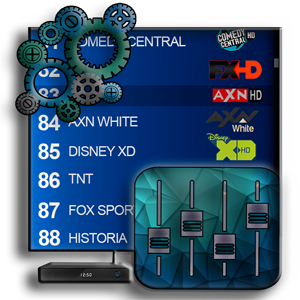 OMEDY CENTRAL
COMEDY
CENTRAL HD
82
FX HD
AXN HD
84 AXN WHITE
AXN
White
85 DISNEY XD
Disney
XD HD
86 TNT
87 FOX SPOR
88 HISTORIA
12:50